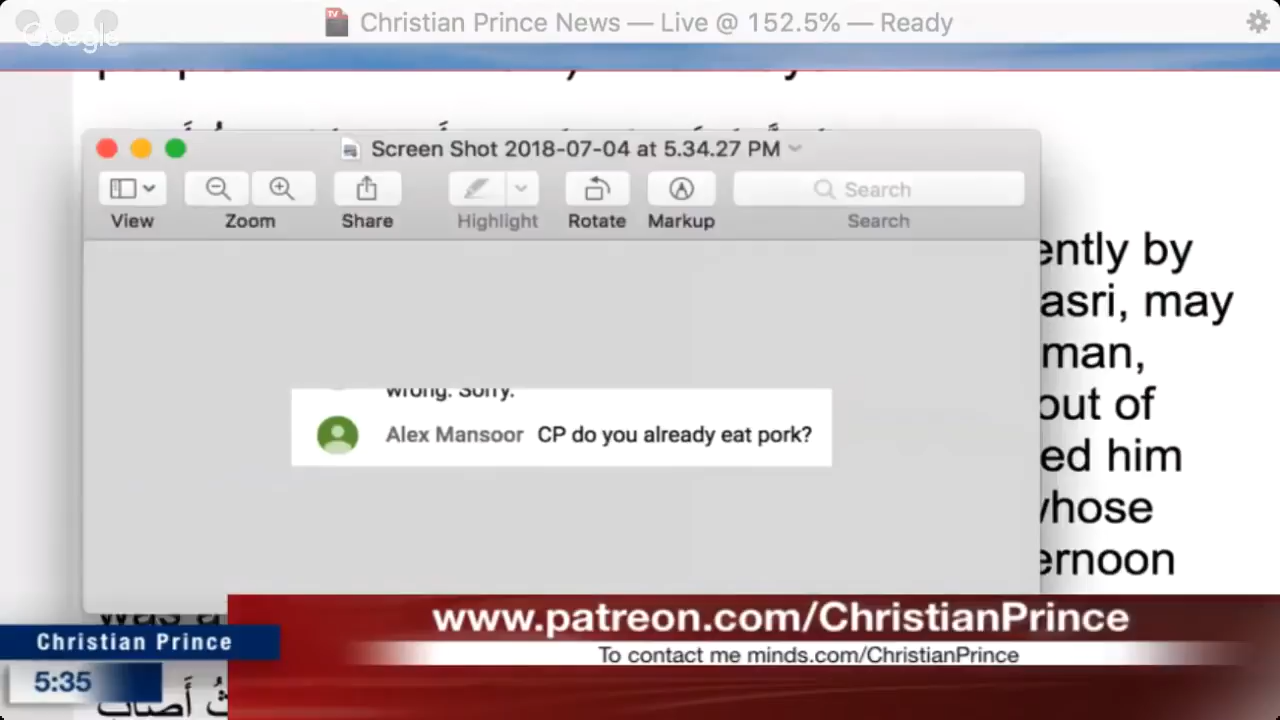 Christian Prince News — Live @ 152.5% — Ready
Google
Screen Shot 2018-07-04 at 5.34.27 PM
View
Zoom
Share
Highlight
Rotate
Markup
Search
Search
ently by
asri, may
man,
out of
ed him
whose
ernoon
wrong. Sorry.
Alex Mansoor CP do you already eat pork?
was a
www.patreon.com/ChristianPrince
To contact me minds.com/ChristianPrince
Christian Prince
5:35